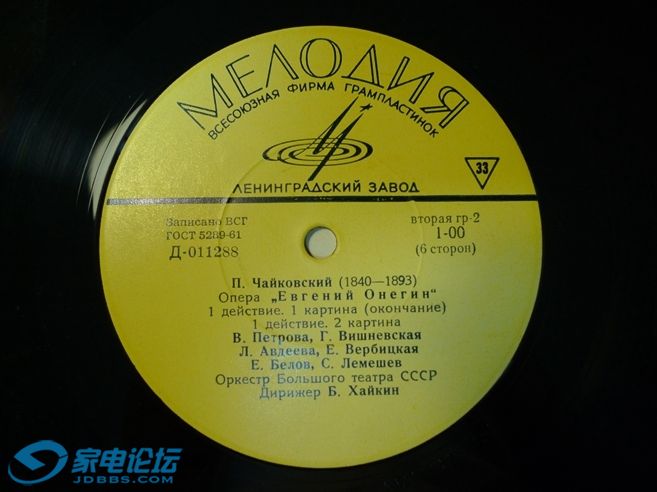 МЕЛОДИЯ
ВСЕСОЮЗНАЯ ФИРМА ГРАМПЛАСТИНОК
ЛЕНИНГРАДСКИЙ ЗАВОД
33
Записано ВСГ
ГОСТ 5289-61
Д-011288
вторая гр-2
1-00
(6 сторон)
П. Чайковский (1840—1893)
Опера „Евгений Онегин“
1 действие. 1 картина (окончание)
1 действие. 2 картина
В. Петрова, Г. Вишневская
Л. Авдеева, Е. Вербицкая
Е. Белов, С. Лемешев
Оркестр Большого театра СССР
Дирижер Б. Хайкин
家电论坛
JDBBS.COM